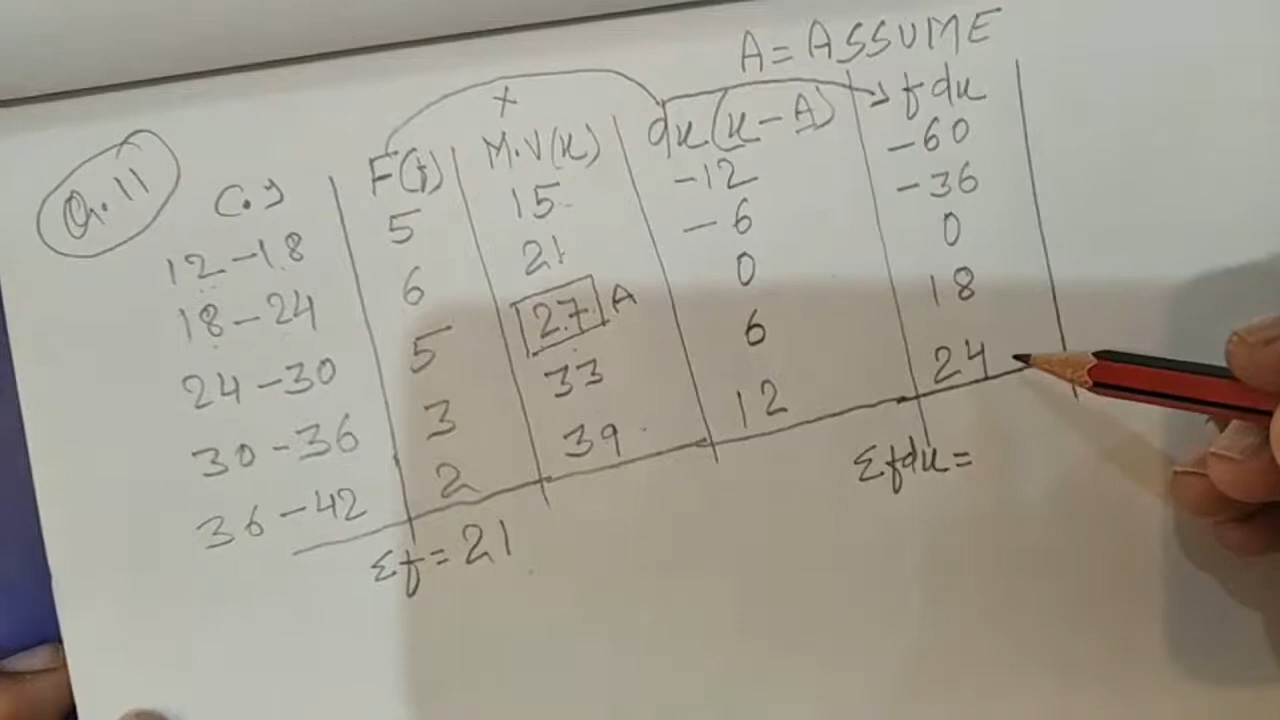 A = ASSUME
Q.11
C.I F(f) M.V(x) dx(x-A) fdx
×
12-18 5 15 -12 -60
18-24 6 21 -6 -36
24-30 5 27 A 0 0
30-36 3 33 6 18
36-42 2 39 12 24
Σf = 21 Σfdx =